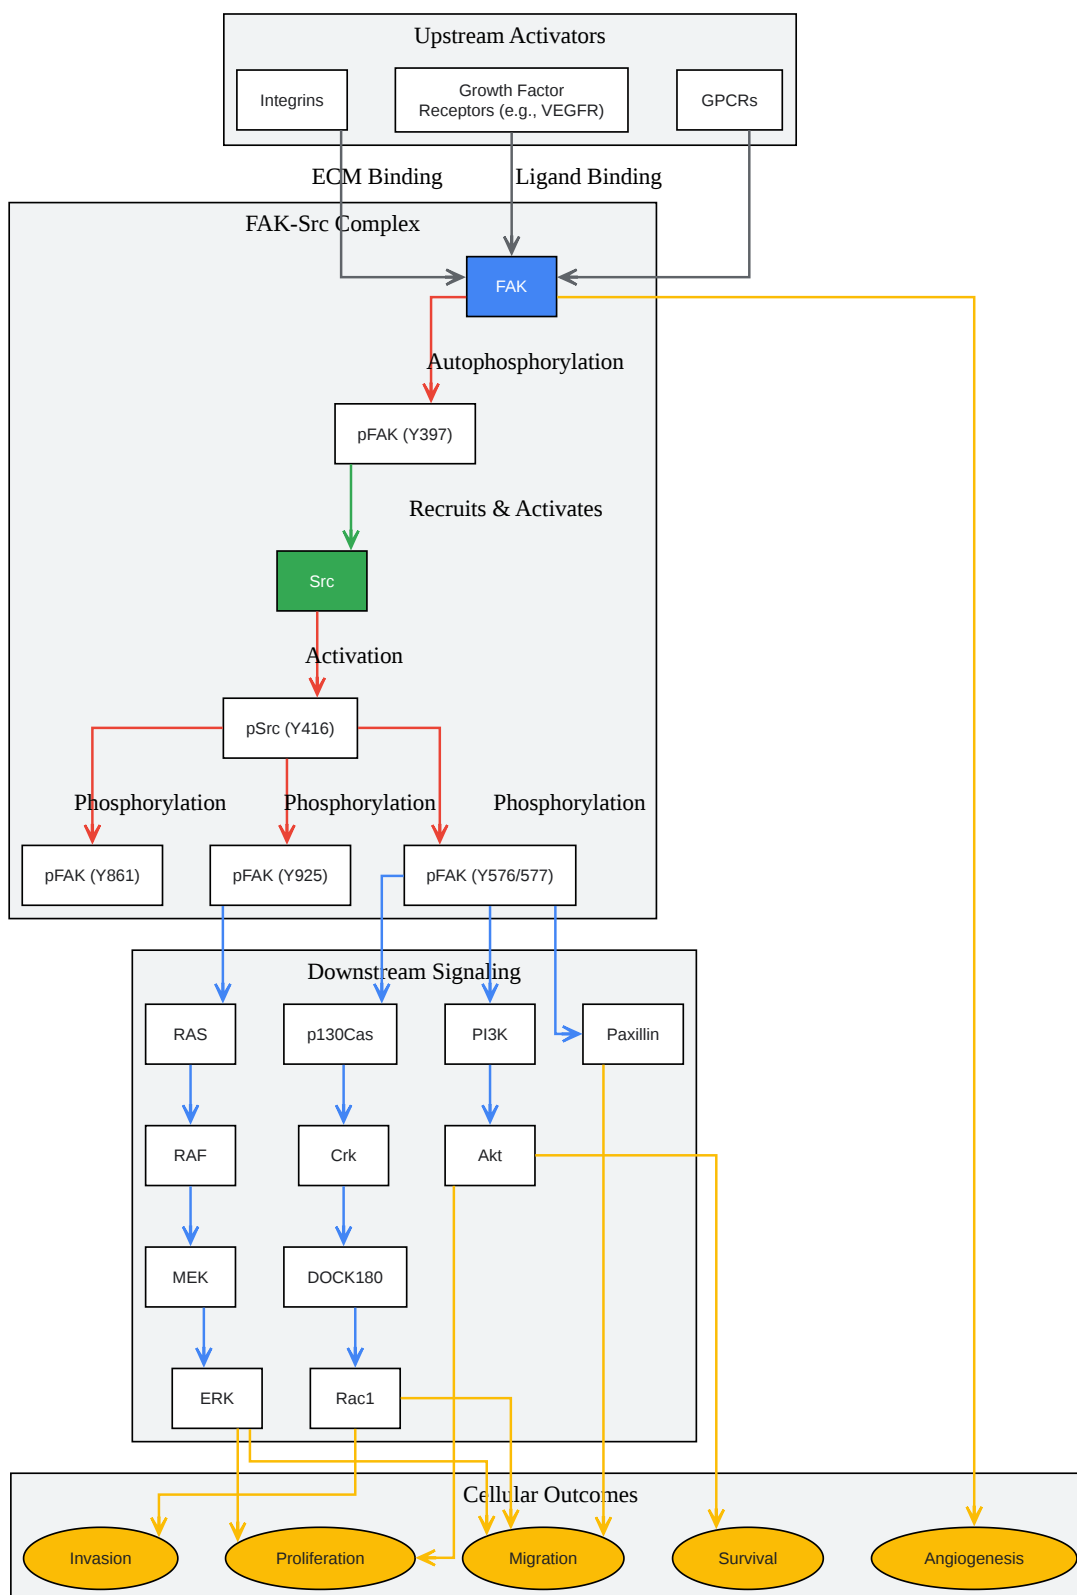 Upstream Activators
Integrins
Growth Factor
Receptors (e.g., VEGFR)
GPCRs
ECM Binding
Ligand Binding
FAK-Src Complex
FAK
Autophosphorylation
pFAK (Y397)
Recruits & Activates
Src
Activation
pSrc (Y416)
Phosphorylation
Phosphorylation
Phosphorylation
pFAK (Y861)
pFAK (Y925)
pFAK (Y576/577)
Downstream Signaling
RAS
p130Cas
PI3K
Paxillin
RAF
Crk
Akt
MEK
DOCK180
ERK
Rac1
Cellular Outcomes
Invasion
Proliferation
Migration
Survival
Angiogenesis